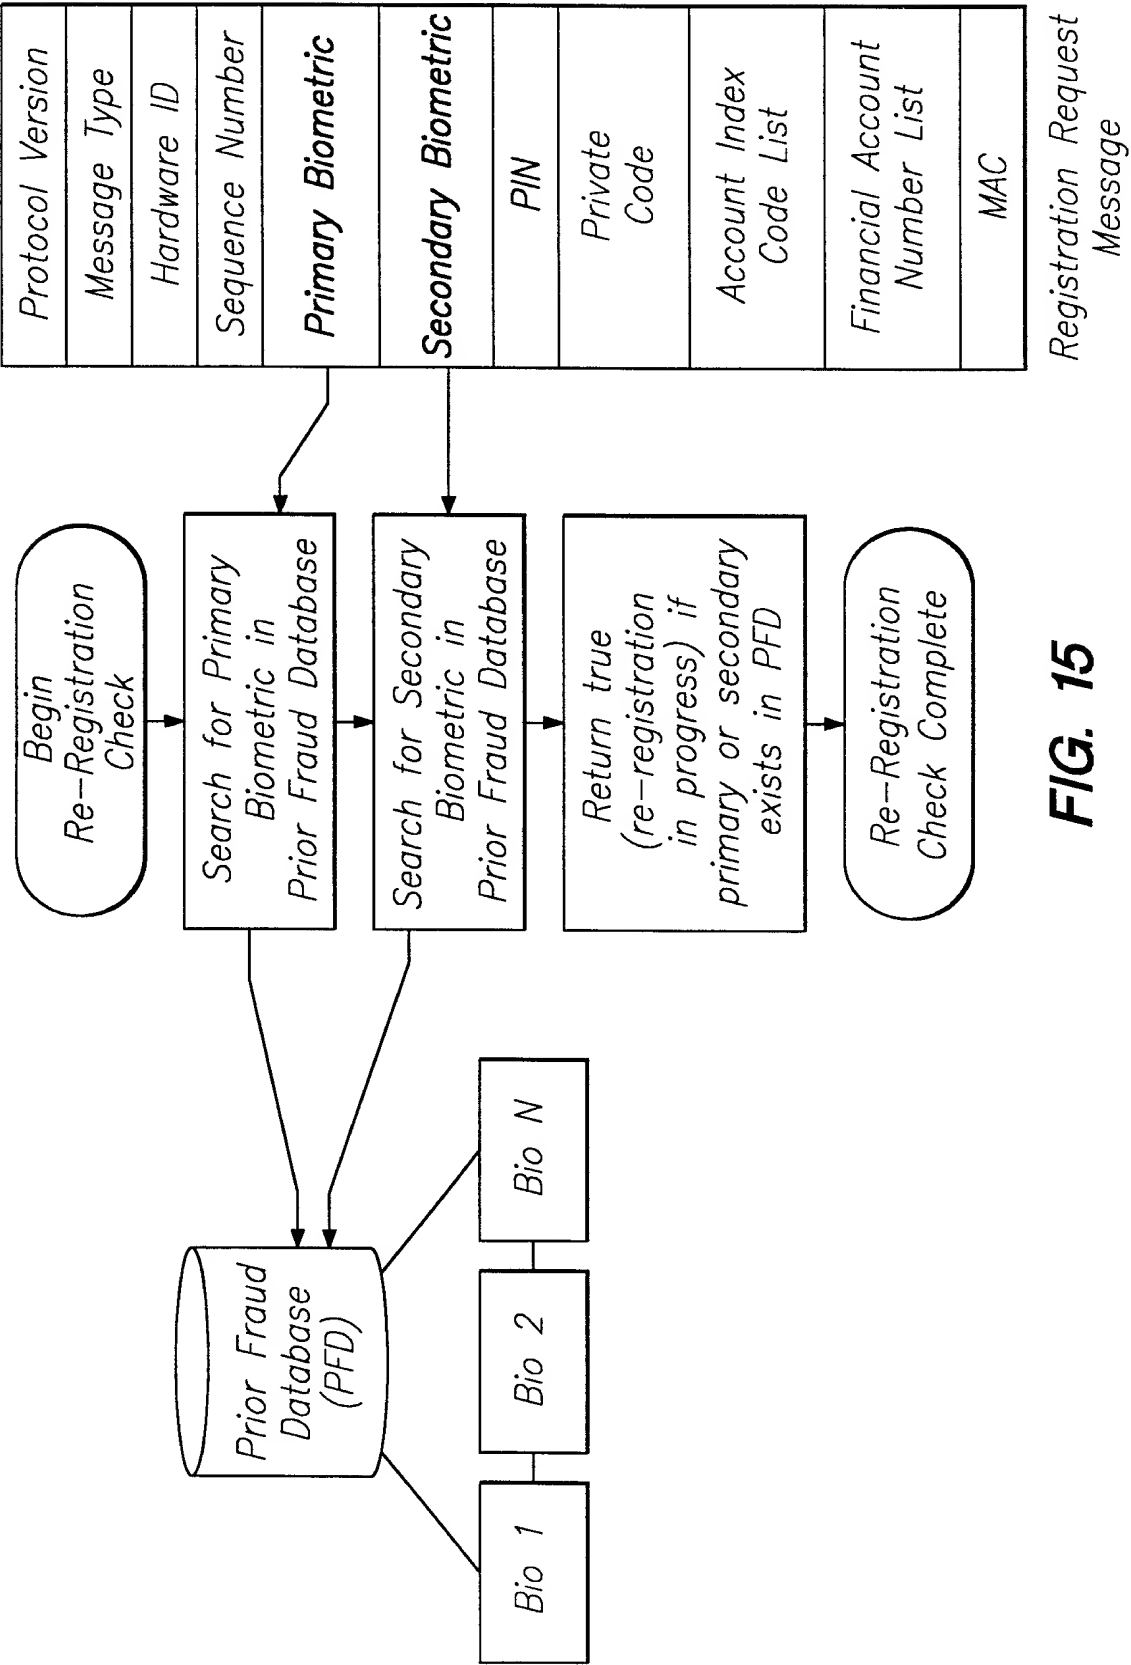 Prior Fraud
Database
(PFD)
Bio 1
Bio 2
Bio N
Begin
Re-Registration
Check
Search for Primary
Biometric in
Prior Fraud Database
Search for Secondary
Biometric in
Prior Fraud Database
Return true
(re-registration
in progress) if
primary or secondary
exists in PFD
Re-Registration
Check Complete
Protocol Version
Message Type
Hardware ID
Sequence Number
Primary Biometric
Secondary Biometric
PIN
Private
Code
Account Index
Code List
Financial Account
Number List
MAC
Registration Request
Message
FIG. 15